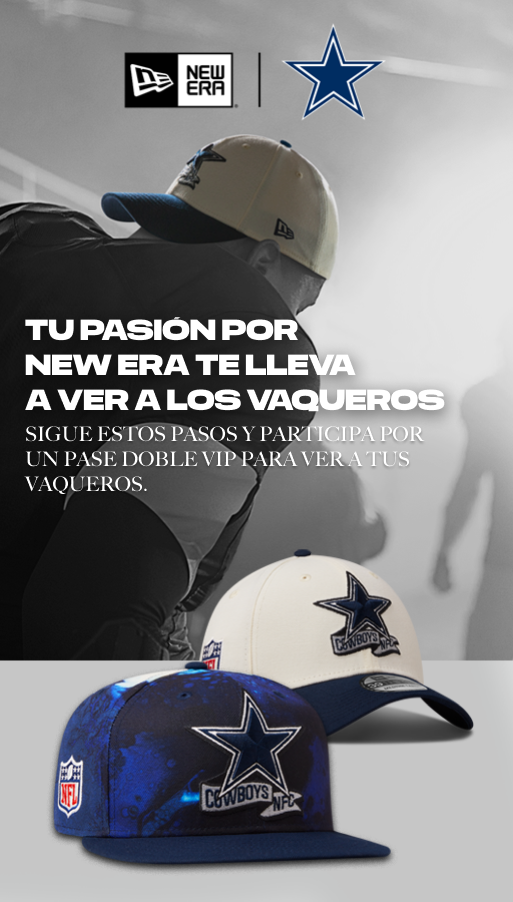 NEW
ERA
TU PASIÓN POR
NEW ERA TE LLEVA
A VER A LOS VAQUEROS
SIGUE ESTOS PASOS Y PARTICIPA POR
UN PASE DOBLE VIP PARA VER A TUS
VAQUEROS.
COWBOYS NFC
NFL
COWBOYS NFC
NFL